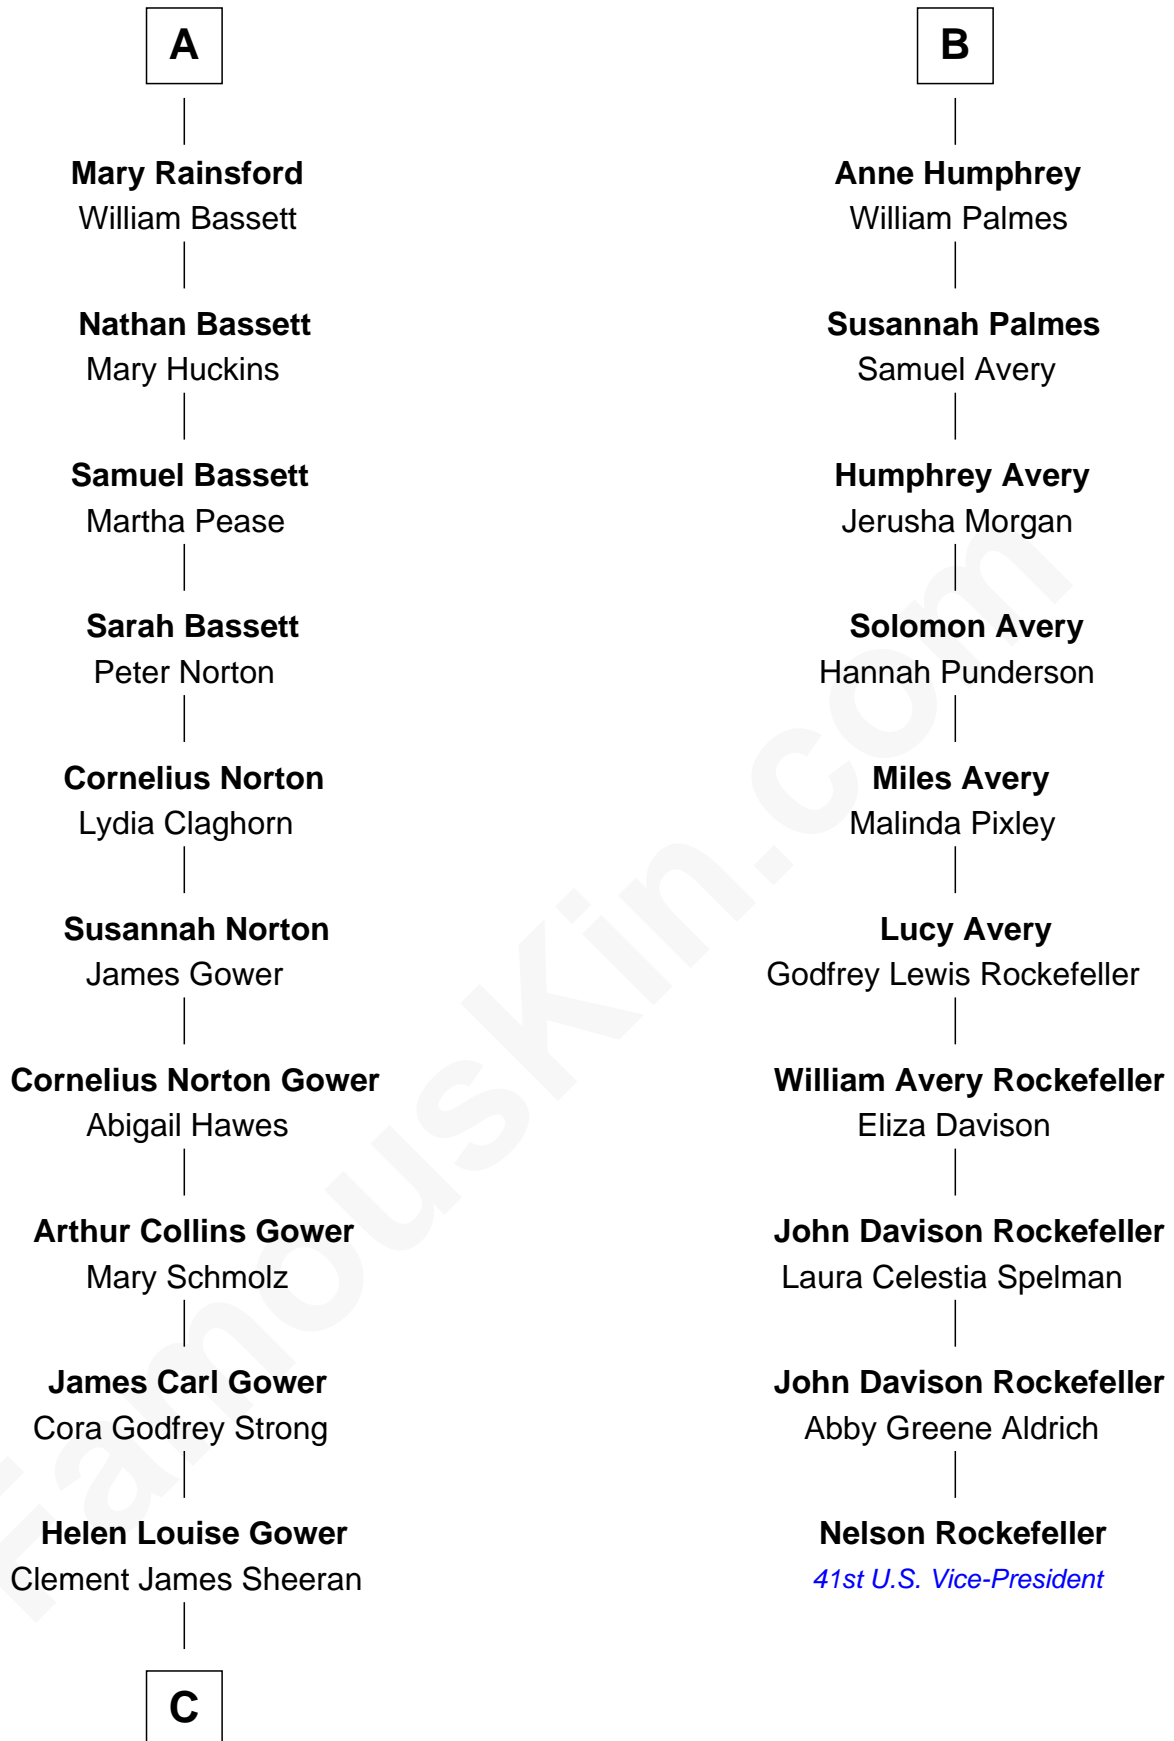 A
Mary Rainsford
William Bassett
Nathan Bassett
Mary Huckins
Samuel Bassett
Martha Pease
Sarah Bassett
Peter Norton
Cornelius Norton
Lydia Claghorn
Susannah Norton
James Gower
Cornelius Norton Gower
Abigail Hawes
Arthur Collins Gower
Mary Schmolz
James Carl Gower
Cora Godfrey Strong
Helen Louise Gower
Clement James Sheeran
C
B
Anne Humphrey
William Palmes
Susannah Palmes
Samuel Avery
Humphrey Avery
Jerusha Morgan
Solomon Avery
Hannah Punderson
Miles Avery
Malinda Pixley
Lucy Avery
Godfrey Lewis Rockefeller
William Avery Rockefeller
Eliza Davison
John Davison Rockefeller
Laura Celestia Spelman
John Davison Rockefeller
Abby Greene Aldrich
Nelson Rockefeller
41st U.S. Vice-President
FamousKin.com